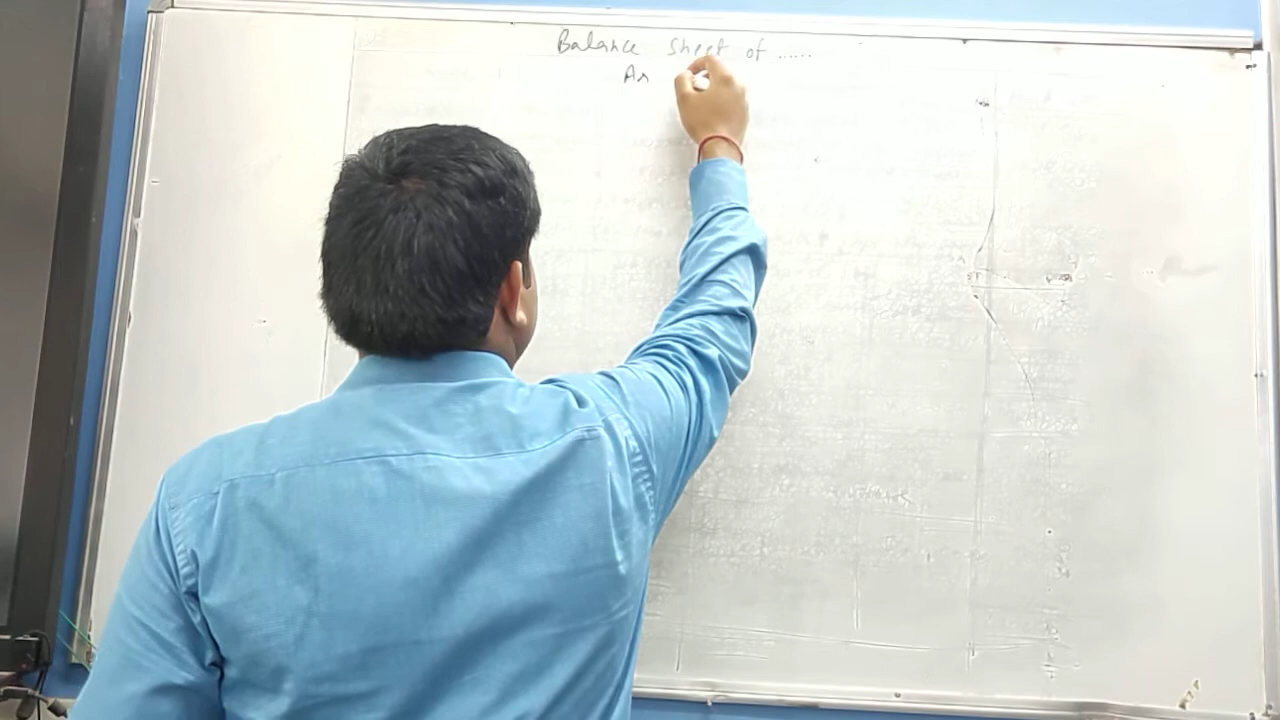 Balance Sheet of .....
As